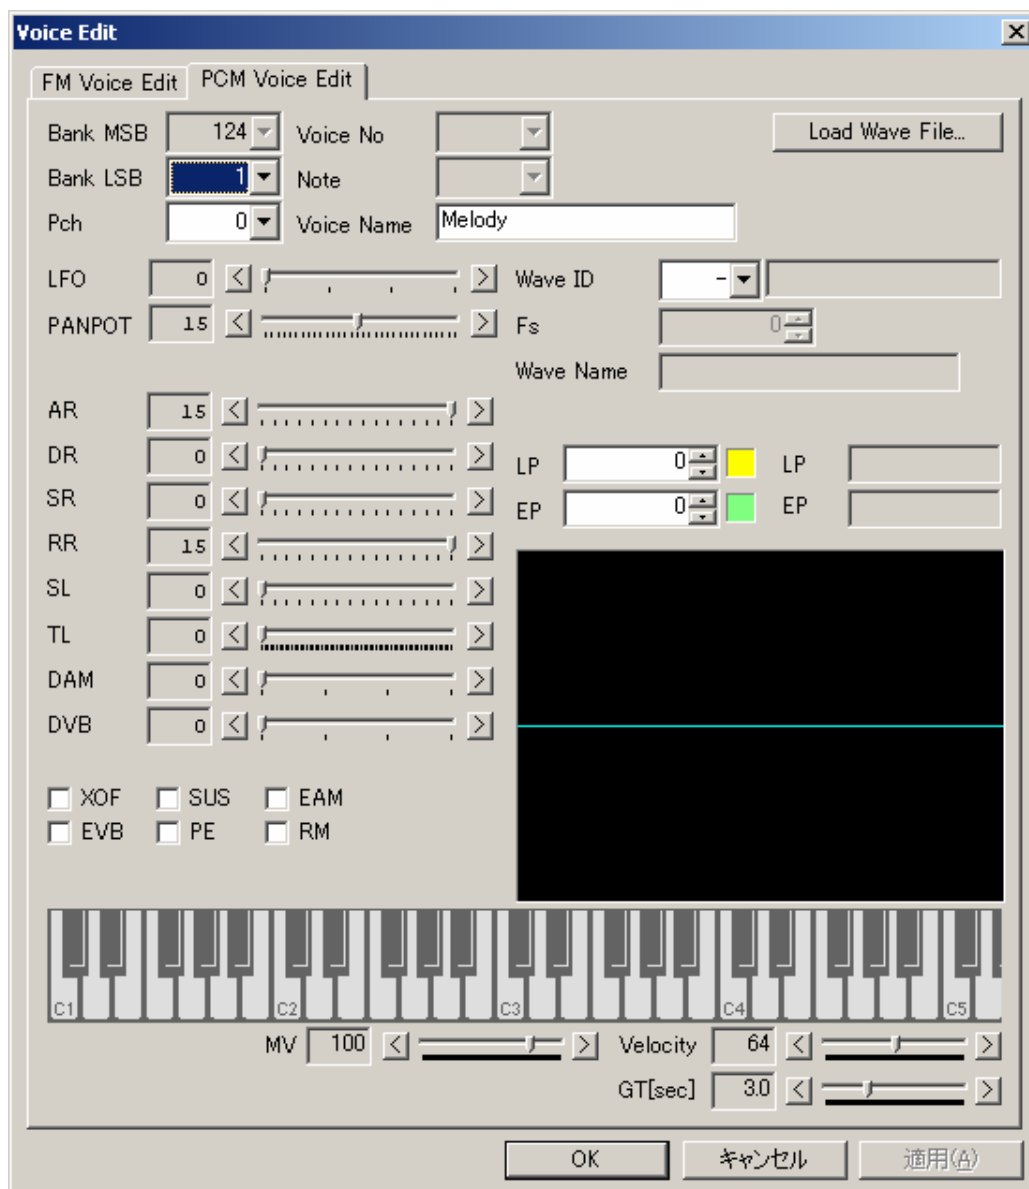 Voice Edit
FM Voice Edit PCM Voice Edit
Bank MSB 124 Voice No Load Wave File...
Bank LSB 1 Note
Pch 0 Voice Name Melody
LFO 0 < > Wave ID -
PANPOT 15 < > Fs 0
Wave Name
AR 15 < >
DR 0 < > LP 0 LP
SR 0 < > EP 0 EP
RR 15 < >
SL 0 < >
TL 0 < >
DAM 0 < >
DVB 0 < >
XOF SUS EAM
EVB PE RM
C1 C2 C3 C4 C5
MV 100 < > Velocity 64 < >
GT[sec] 3.0 < >
OK キャンセル 適用(A)